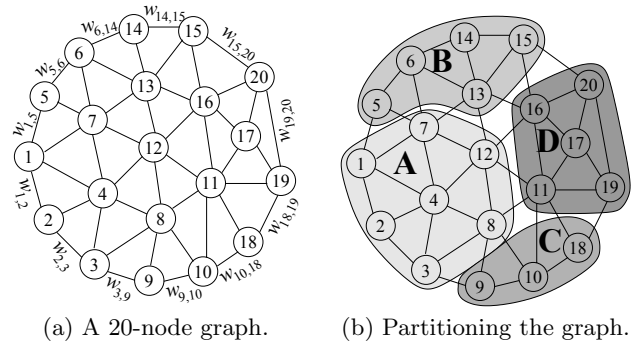 w14,15
w6,14
14
15
w15,20
6
w5,6
13
20
5
16
w1,5
7
17
w19,20
12
1
11
19
4
w1,2
2
8
w18,19
18
w2,3
3
10
9
w10,18
w3,9
w9,10
(a) A 20-node graph.
14
15
B
6
13
20
5
16
7
D
17
12
A
1
11
19
4
2
8
C
18
3
10
9
(b) Partitioning the graph.